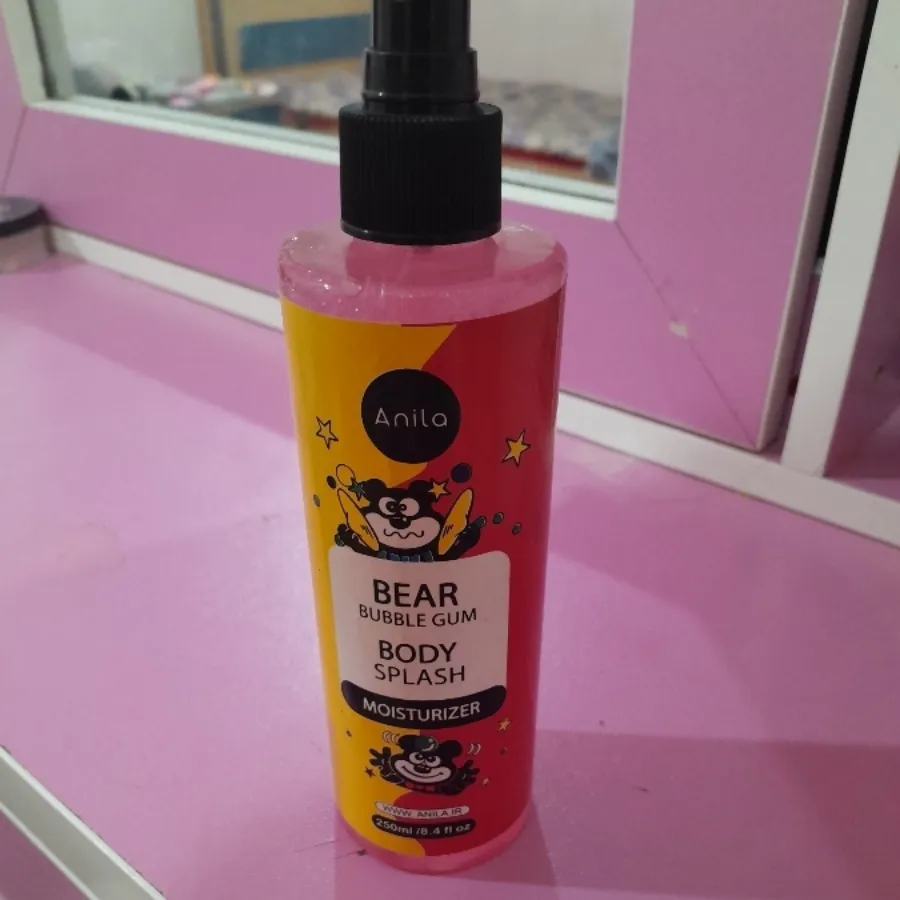 Anila
BEAR
BUBBLE GUM
BODY
SPLASH
MOISTURIZER
WWW. ANILA.IR
250ml /8.4 fl oz